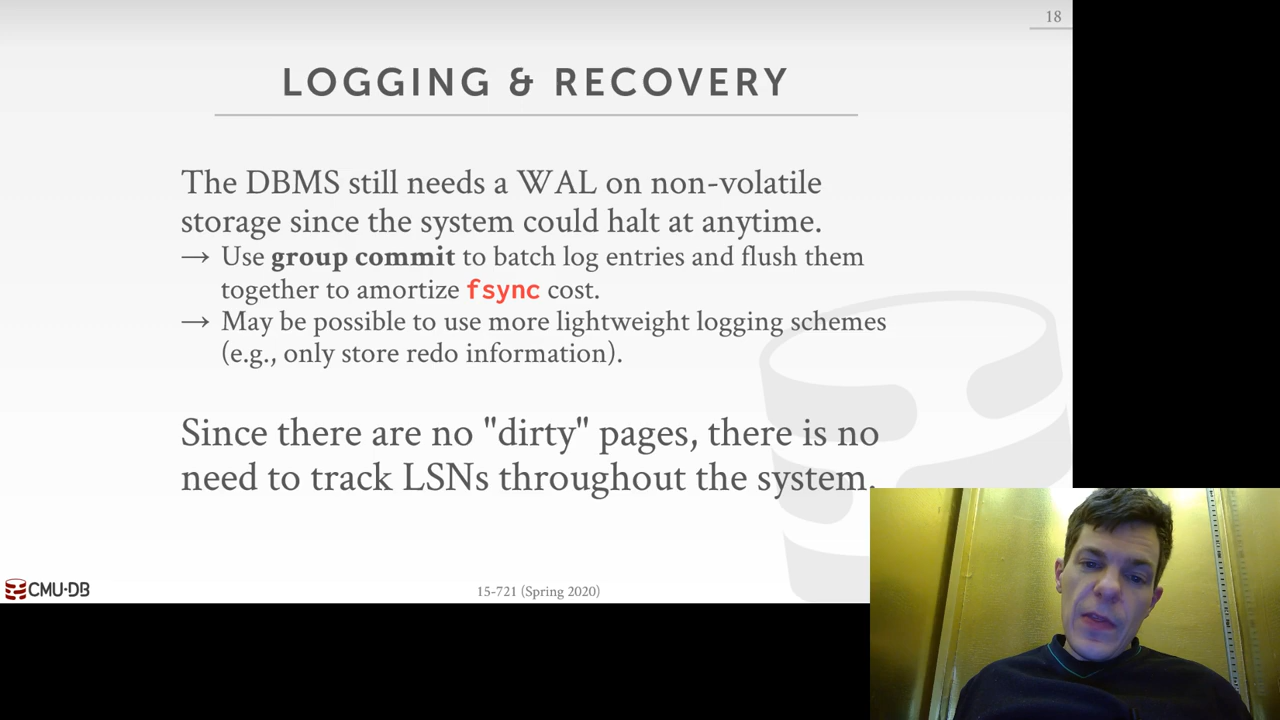 18
LOGGING & RECOVERY
The DBMS still needs a WAL on non-volatile
storage since the system could halt at anytime.
→ Use group commit to batch log entries and flush them
together to amortize fsync cost.
→ May be possible to use more lightweight logging schemes
(e.g., only store redo information).
Since there are no "dirty" pages, there is no
need to track LSNs throughout the system.
CMU·DB
15-721 (Spring 2020)